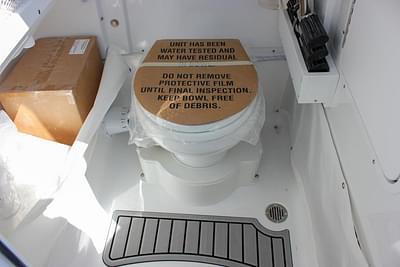 UNIT HAS BEEN
WATER TESTED AND
MAY HAVE RESIDUAL
DO NOT REMOVE
PROTECTIVE FILM
UNTIL FINAL INSPECTION.
KEEP BOWL FREE
OF DEBRIS.